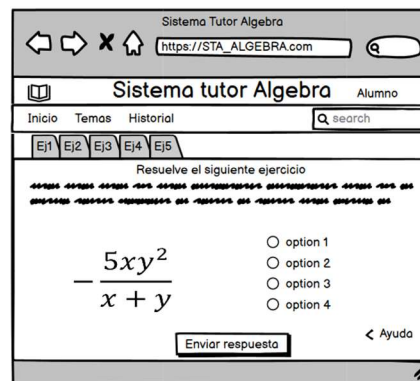 Sistema Tutor Algebra
https://STA_ALGEBRA.com
Sistema tutor Algebra Alumno
Inicio Temas Historial search
Ej1 Ej2 Ej3 Ej4 Ej5
Resuelve el siguiente ejercicio
− 5xy² / x + y
option 1
option 2
option 3
option 4
Ayuda
Enviar respuesta